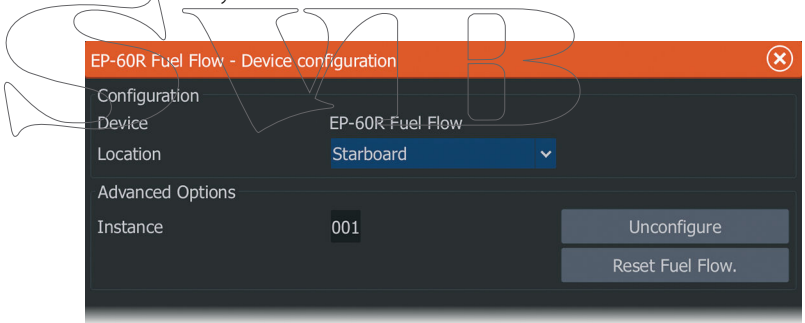 EP-60R Fuel Flow - Device configuration
Configuration
Device EP-60R Fuel Flow
Location Starboard
Advanced Options
Instance 001 Unconfigure
Reset Fuel Flow.
SVB